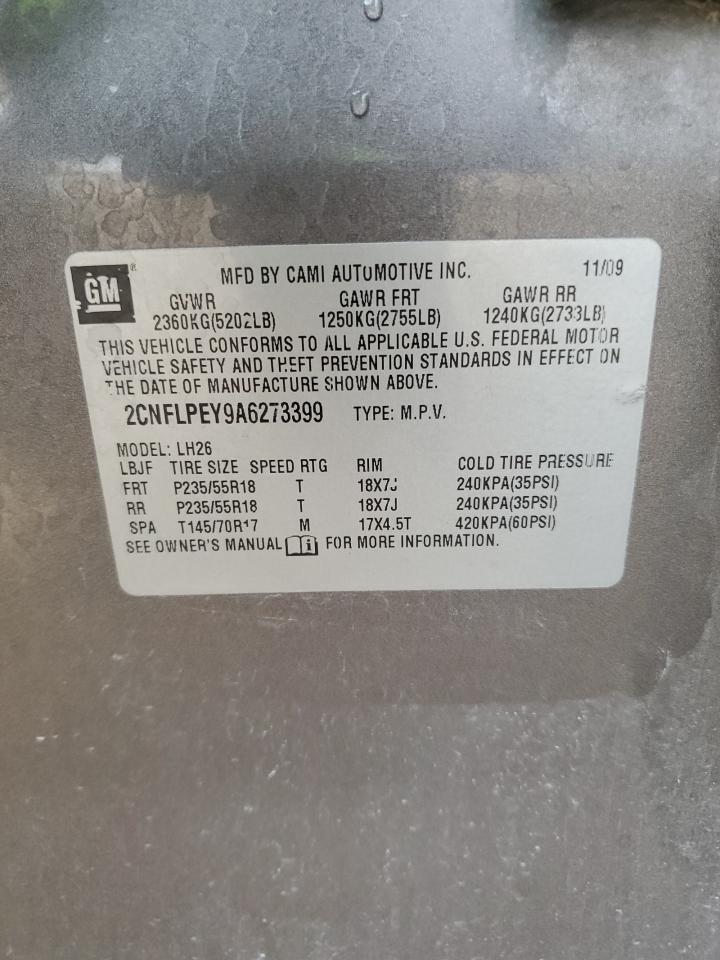 GM®
MFD BY CAMI AUTOMOTIVE INC. 11/09
GVWR GAWR FRT GAWR RR
2360KG(5202LB) 1250KG(2755LB) 1240KG(2733LB)
THIS VEHICLE CONFORMS TO ALL APPLICABLE U.S. FEDERAL MOTOR
VEHICLE SAFETY AND THEFT PREVENTION STANDARDS IN EFFECT ON
THE DATE OF MANUFACTURE SHOWN ABOVE.
2CNFLPEY9A6273399 TYPE: M.P.V.
MODEL: LH26
LBJF TIRE SIZE SPEED RTG RIM COLD TIRE PRESSURE
FRT P235/55R18 T 18X7J 240KPA(35PSI)
RR P235/55R18 T 18X7J 240KPA(35PSI)
SPA T145/70R17 M 17X4.5T 420KPA(60PSI)
SEE OWNER'S MANUAL i FOR MORE INFORMATION.